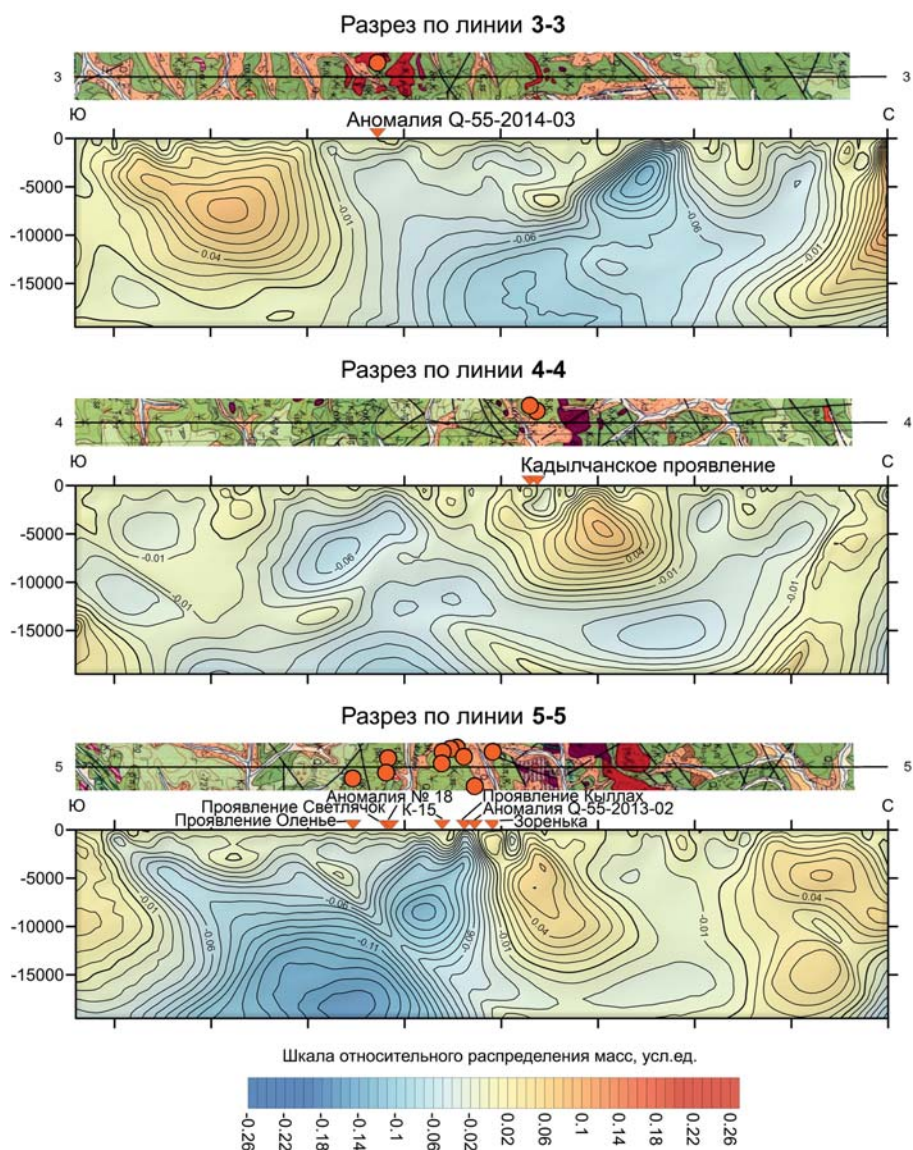 Разрез по линии 3-3
3 3
Ю С
Аномалия Q-55-2014-03
0
-5000
-10000
-15000
0.04
-0.01
-0.06
-0.06
-0.01
Разрез по линии 4-4
4 4
Ю С
Кадылчанское проявление
0
-5000
-10000
-15000
-0.01
-0.01
-0.06
0.04
-0.01
-0.01
Разрез по линии 5-5
5 5
Ю С
Аномалия № 18 Проявление Кыллах
Проявление Светлячок К-15 Аномалия Q-55-2013-02
Проявление Оленье Зоренька
0
-5000
-10000
-15000
-0.01
-0.06
-0.06
-0.11
-0.06
-0.01
0.04
-0.01
0.04
Шкала относительного распределения масс, усл.ед.
-0.26 -0.22 -0.18 -0.14 -0.1 -0.06 -0.02 0.02 0.06 0.1 0.14 0.18 0.22 0.26